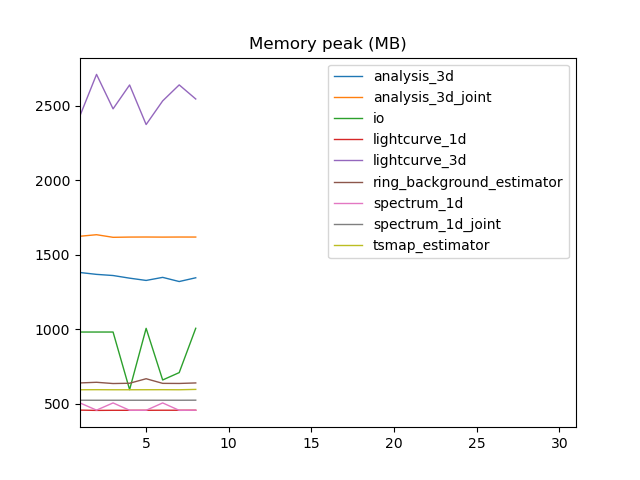 Memory peak (MB)
2500
2000
1500
1000
500
analysis_3d
analysis_3d_joint
io
lightcurve_1d
lightcurve_3d
ring_background_estimator
spectrum_1d
spectrum_1d_joint
tsmap_estimator
5 10 15 20 25 30